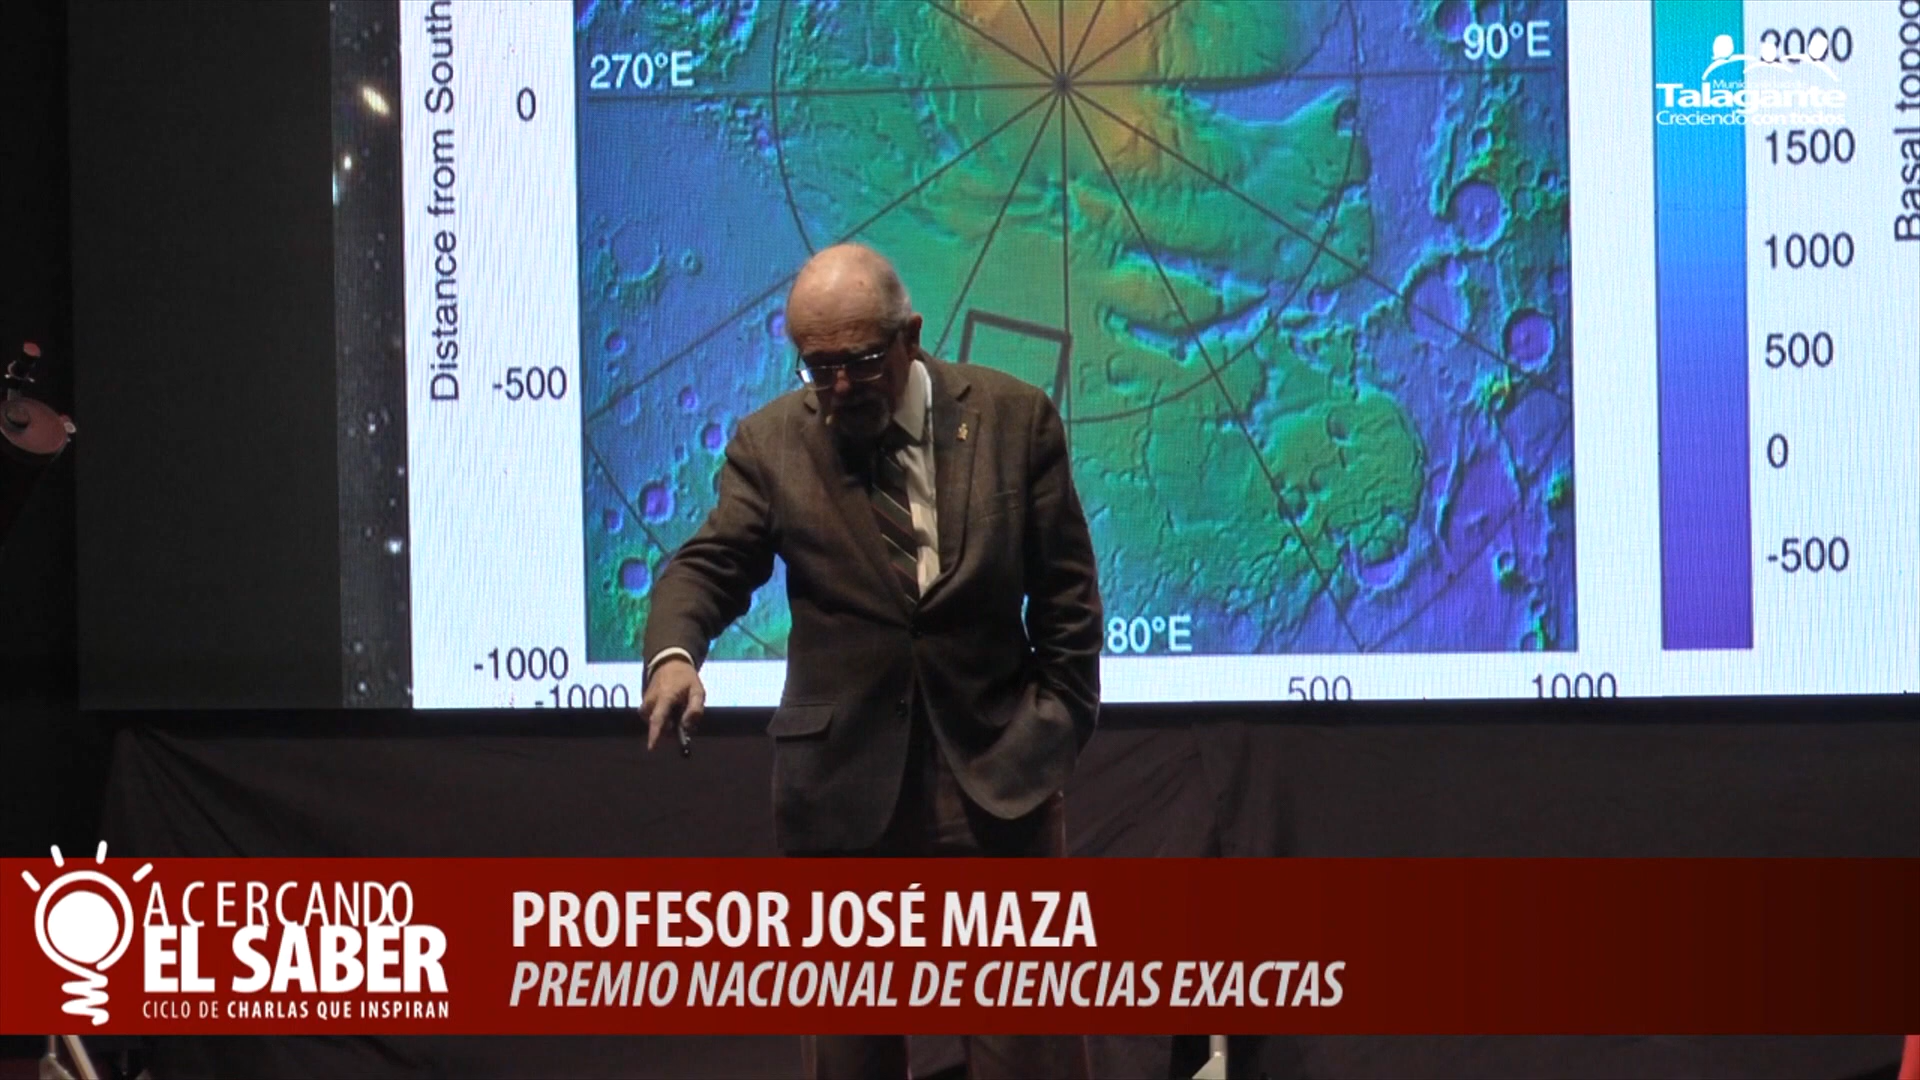 Distance from South
0
-500
-1000
-1000
500
1000
270°E
90°E
80°E
2000
1500
1000
500
0
-500
Basal
Talagante
Creciendo con todos
ACERCANDO
EL SABER
CICLO DE CHARLAS QUE INSPIRAN
PROFESOR JOSÉ MAZA
PREMIO NACIONAL DE CIENCIAS EXACTAS